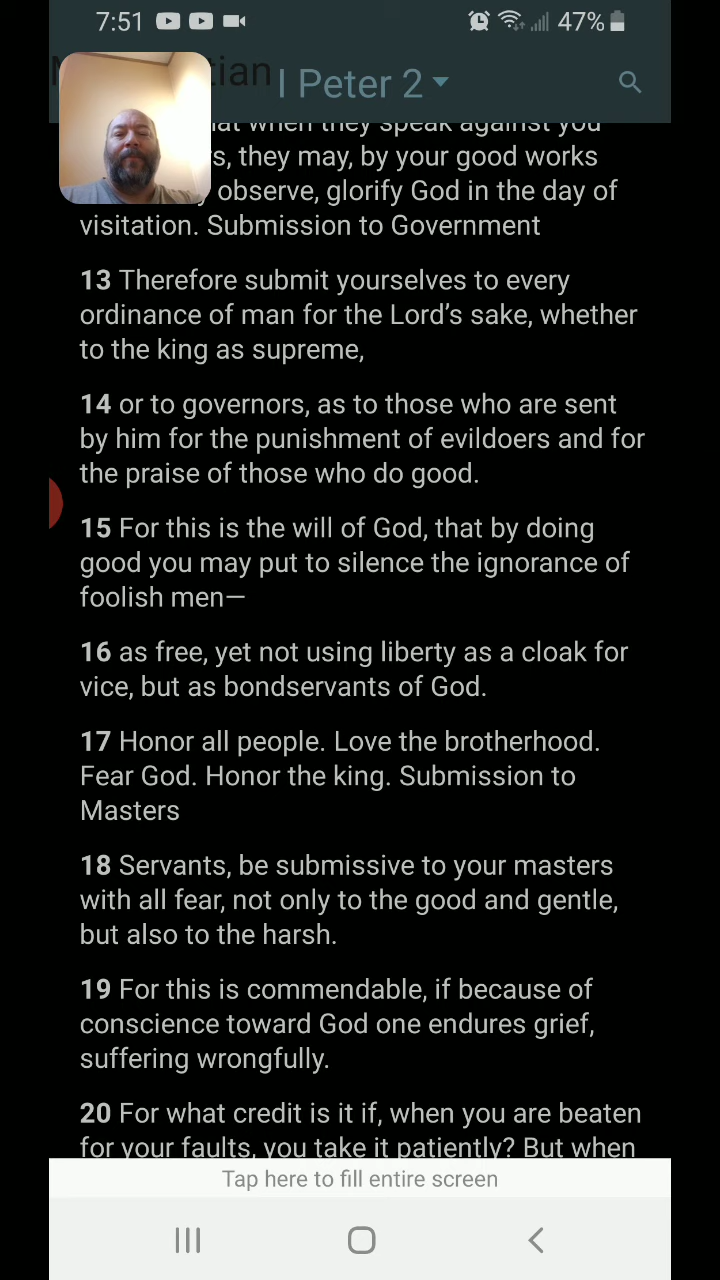 7:51 47%
tian I Peter 2
at when they speak against you
s, they may, by your good works
observe, glorify God in the day of
visitation. Submission to Government
13 Therefore submit yourselves to every
ordinance of man for the Lord's sake, whether
to the king as supreme,
14 or to governors, as to those who are sent
by him for the punishment of evildoers and for
the praise of those who do good.
15 For this is the will of God, that by doing
good you may put to silence the ignorance of
foolish men—
16 as free, yet not using liberty as a cloak for
vice, but as bondservants of God.
17 Honor all people. Love the brotherhood.
Fear God. Honor the king. Submission to
Masters
18 Servants, be submissive to your masters
with all fear, not only to the good and gentle,
but also to the harsh.
19 For this is commendable, if because of
conscience toward God one endures grief,
suffering wrongfully.
20 For what credit is it if, when you are beaten
for your faults, you take it patiently? But when
Tap here to fill entire screen